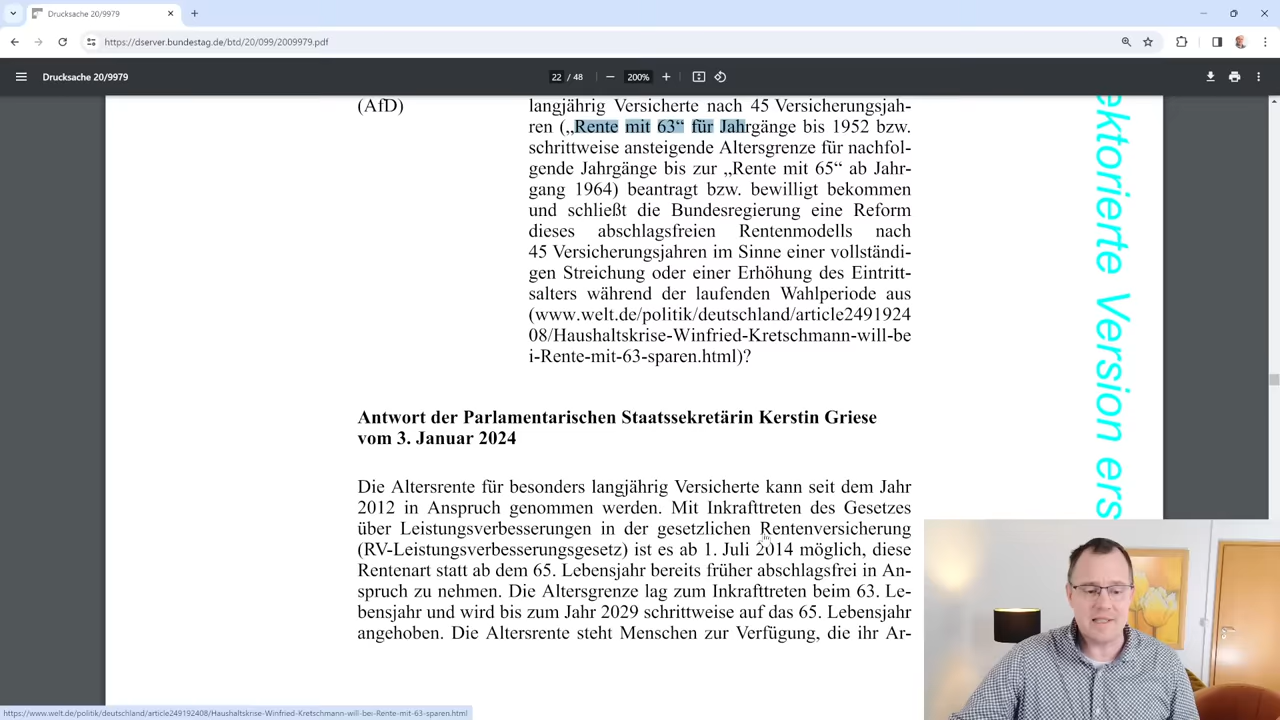 Drucksache 20/9979
https://dserver.bundestag.de/btd/20/099/2009979.pdf
Drucksache 20/9979
22 / 48
200%
(AfD)
langjährig Versicherte nach 45 Versicherungsjah-
ren („Rente mit 63“ für Jahrgänge bis 1952 bzw.
schrittweise ansteigende Altersgrenze für nachfol-
gende Jahrgänge bis zur „Rente mit 65“ ab Jahr-
gang 1964) beantragt bzw. bewilligt bekommen
und schließt die Bundesregierung eine Reform
dieses abschlagsfreien Rentenmodells nach
45 Versicherungsjahren im Sinne einer vollständi-
gen Streichung oder einer Erhöhung des Eintritt-
salters während der laufenden Wahlperiode aus
(www.welt.de/politik/deutschland/article2491924
08/Haushaltskrise-Winfried-Kretschmann-will-be
i-Rente-mit-63-sparen.html)?
Antwort der Parlamentarischen Staatssekretärin Kerstin Griese
vom 3. Januar 2024
Die Altersrente für besonders langjährig Versicherte kann seit dem Jahr
2012 in Anspruch genommen werden. Mit Inkrafttreten des Gesetzes
über Leistungsverbesserungen in der gesetzlichen Rentenversicherung
(RV-Leistungsverbesserungsgesetz) ist es ab 1. Juli 2014 möglich, diese
Rentenart statt ab dem 65. Lebensjahr bereits früher abschlagsfrei in An-
spruch zu nehmen. Die Altersgrenze lag zum Inkrafttreten beim 63. Le-
bensjahr und wird bis zum Jahr 2029 schrittweise auf das 65. Lebensjahr
angehoben. Die Altersrente steht Menschen zur Verfügung, die ihr Ar-
ektorierte Version ers
https://www.welt.de/politik/deutschland/article249192408/Haushaltskrise-Winfried-Kretschmann-will-bei-Rente-mit-63-sparen.html